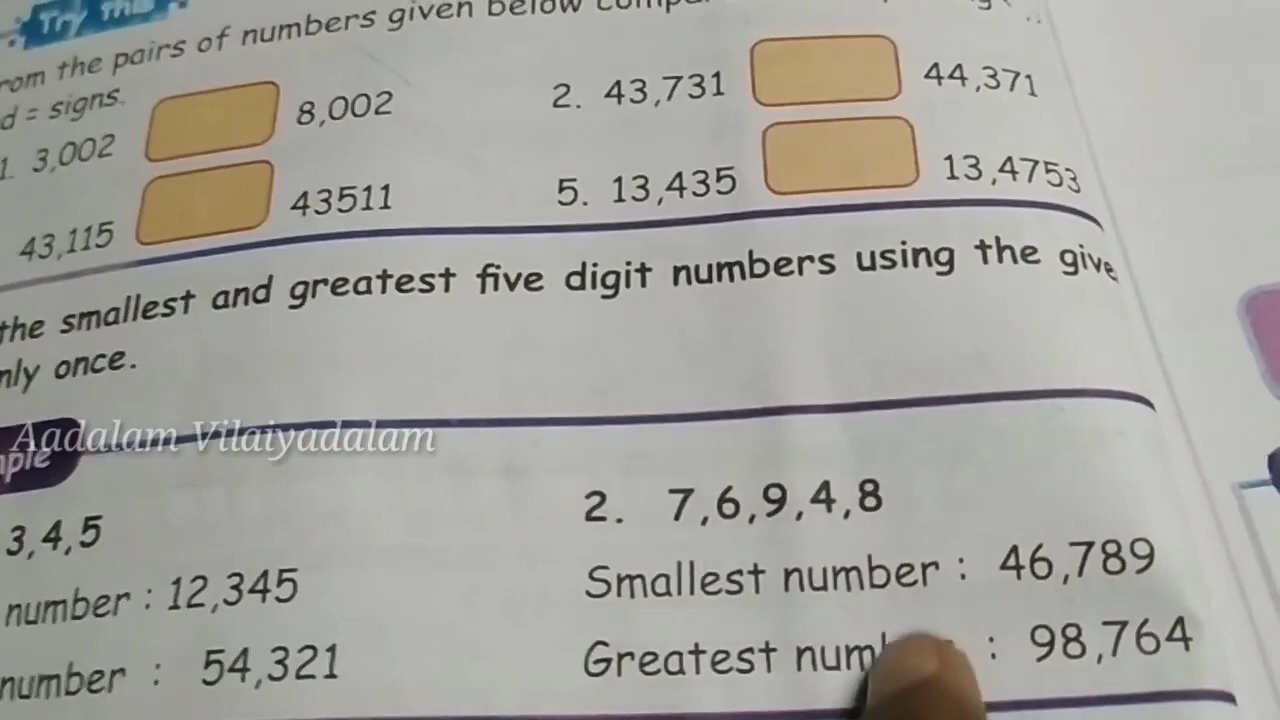 Try This
rom the pairs of numbers given below
d = signs.
1. 3,002 8,002 2. 43,731 44,371
43,115 43511 5. 13,435 13,4753
the smallest and greatest five digit numbers using the give
nly once.
Aadalam Vilaiyadalam
mple
3,4,5 2. 7,6,9,4,8
number : 12,345 Smallest number : 46,789
number : 54,321 Greatest num : 98,764